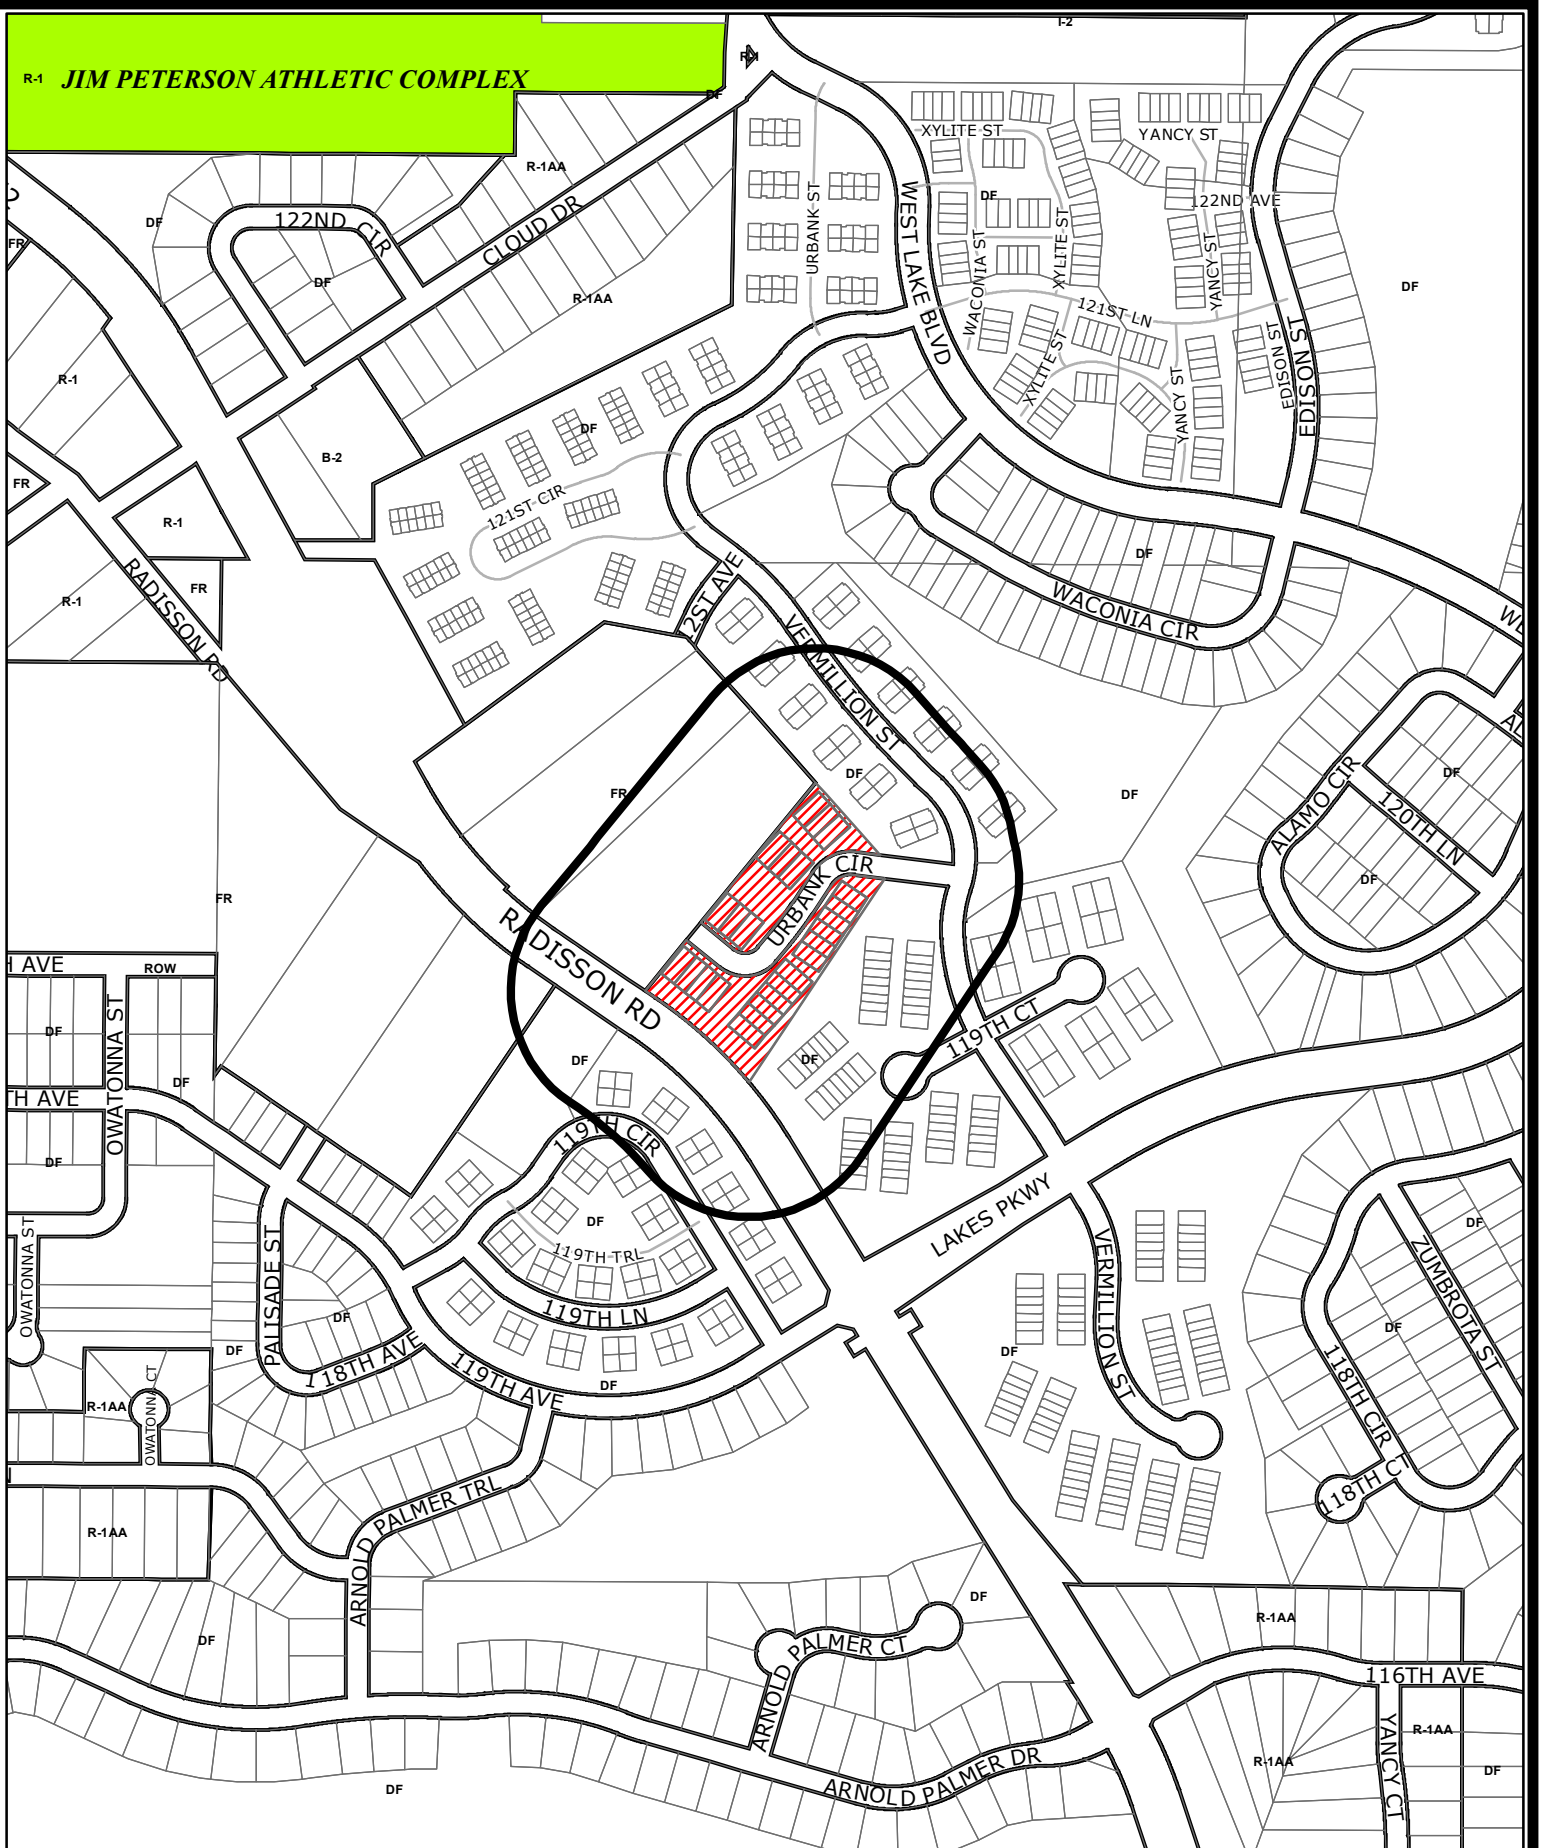 I-2
R-1
R-1 JIM PETERSON ATHLETIC COMPLEX
DF
XYLITE ST
YANCY ST
R-1AA
DF
122ND AVE
DF
122ND CIR
CLOUD DR
URBANK ST
WEST LAKE BLVD
WACONIA ST
XYLITE ST
YANCY ST
FR
DF
DF
R-1AA
121ST LN
EDISON ST
EDISON ST
XYLITE ST
YANCY ST
R-1
DF
B-2
FR
121ST CIR
R-1
DF
RADISSON RD
FR
R-1
121ST AVE
WACONIA CIR
VERMILLION ST
DF
FR
DF
DF
ALAMO CIR
120TH LN
DF
URBANK CIR
FR
RADISSON RD
H AVE
ROW
DF
OWATONNA ST
119TH CT
DF
DF
DF
TH AVE
119TH CIR
DF
LAKES PKWY
DF
DF
OWATONNA ST
PALISADE ST
119TH TRL
VERMILLION ST
ZUMBROTA ST
119TH LN
DF
DF
DF
118TH AVE
DF
119TH AVE
DF
118TH CIR
OWATONNA CT
R-1AA
118TH CT
N
PALMER TRL
ARNOLD
R-1AA
DF
R-1AA
DF
PALMER CT
ARNOLD
116TH AVE
YANCY CT
R-1AA
R-1AA
DF
ARNOLD PALMER DR
DF